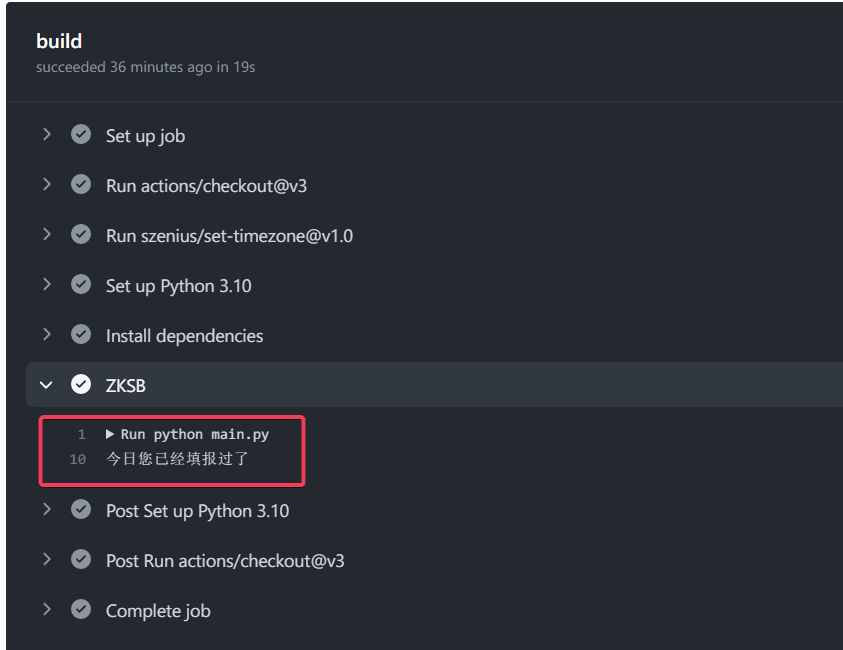 build
succeeded 36 minutes ago in 19s
Set up job
Run actions/checkout@v3
Run szenius/set-timezone@v1.0
Set up Python 3.10
Install dependencies
ZKSB
1 ▶ Run python main.py
10 今日您已经填报过了
Post Set up Python 3.10
Post Run actions/checkout@v3
Complete job